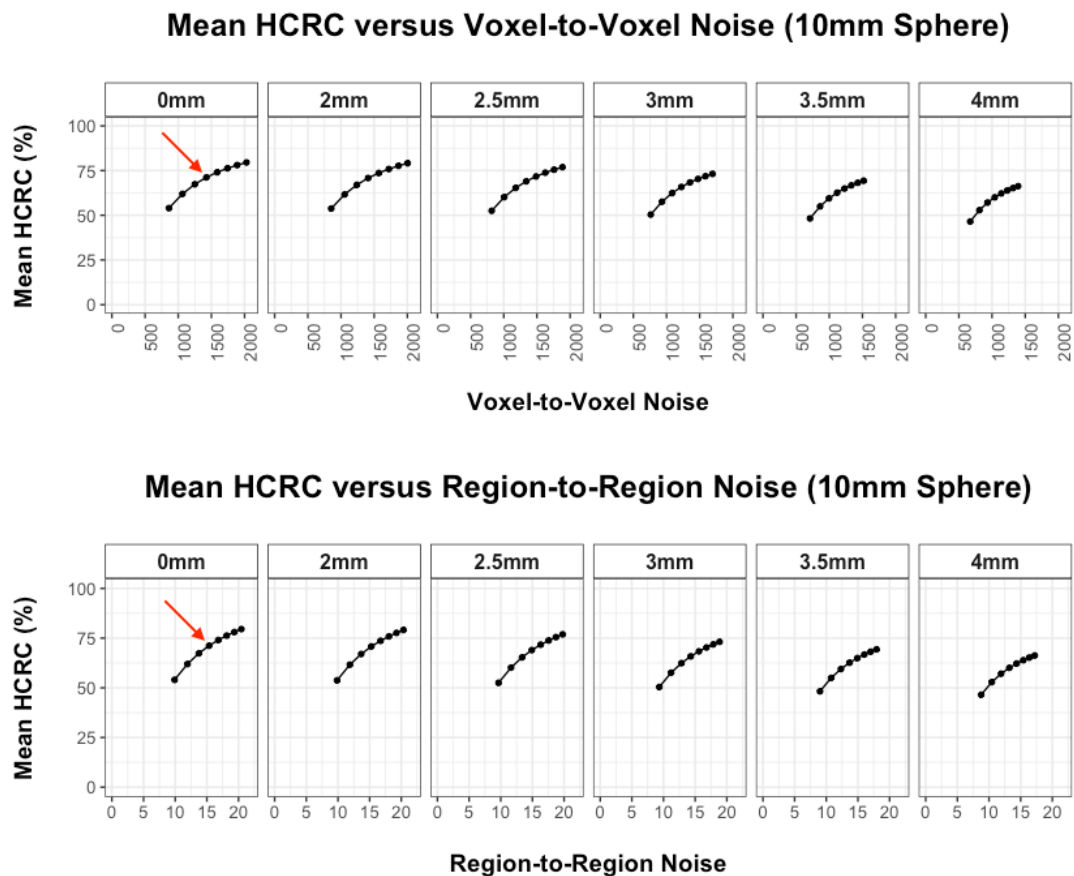 Mean HCRC versus Voxel-to-Voxel Noise (10mm Sphere)
0mm 2mm 2.5mm 3mm 3.5mm 4mm
Mean HCRC (%)
100
75
50
25
0
0 500 1000 1500 2000 0 500 1000 1500 2000 0 500 1000 1500 2000 0 500 1000 1500 2000 0 500 1000 1500 2000 0 500 1000 1500 2000
Voxel-to-Voxel Noise
Mean HCRC versus Region-to-Region Noise (10mm Sphere)
0mm 2mm 2.5mm 3mm 3.5mm 4mm
Mean HCRC (%)
100
75
50
25
0
0 5 10 15 20 0 5 10 15 20 0 5 10 15 20 0 5 10 15 20 0 5 10 15 20 0 5 10 15 20
Region-to-Region Noise